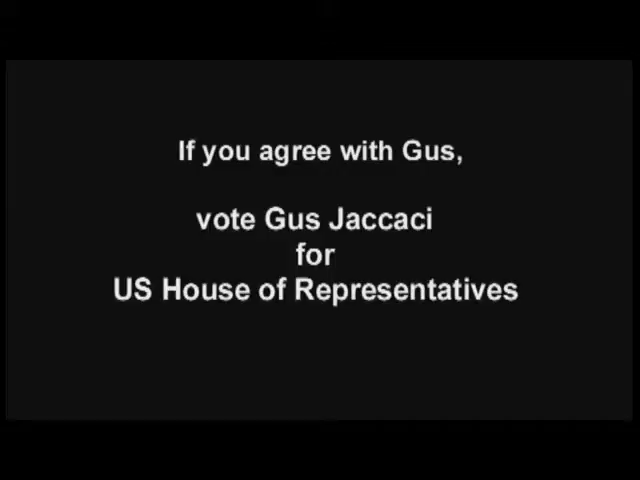 If you agree with Gus,
vote Gus Jaccaci
for
US House of Representatives